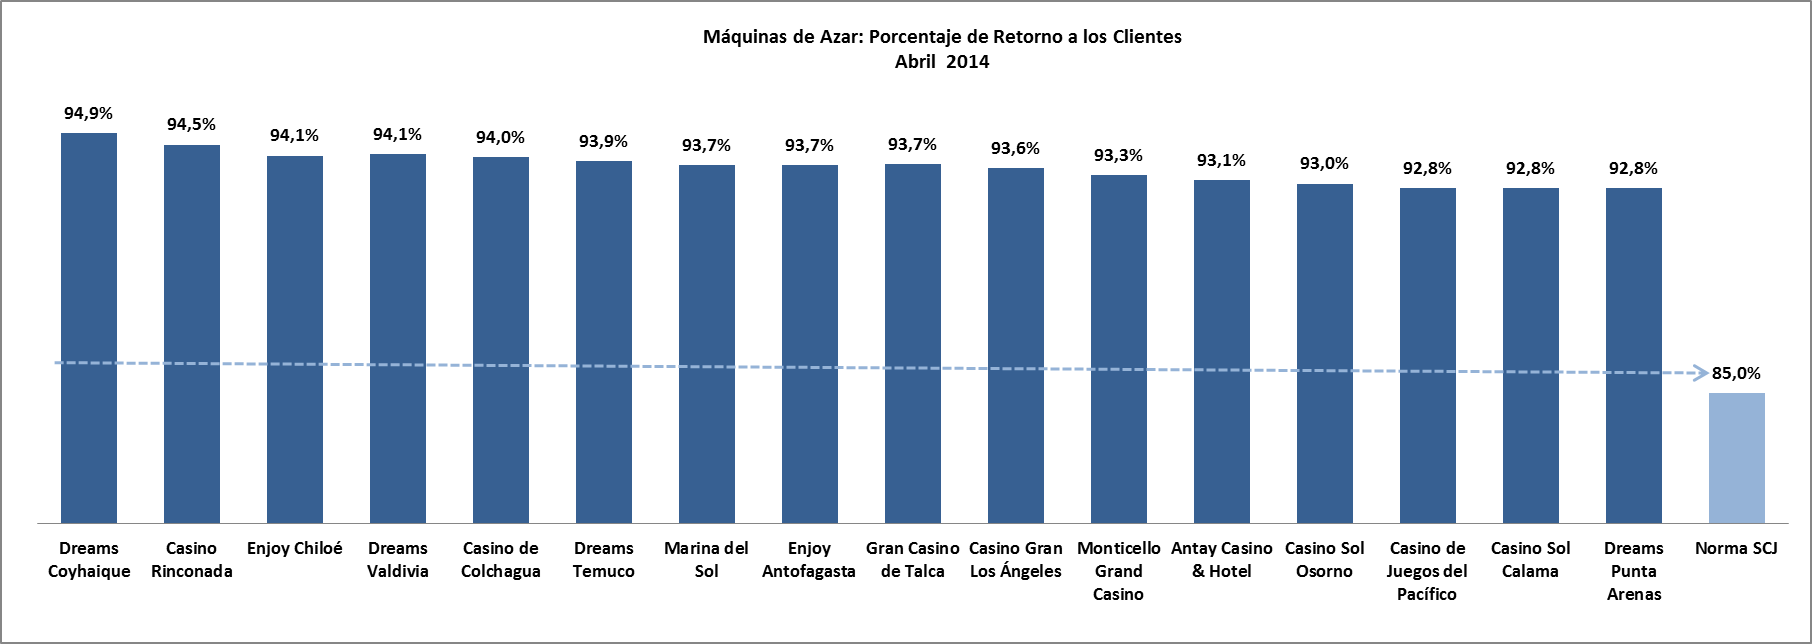 Máquinas de Azar: Porcentaje de Retorno a los Clientes
Abril 2014
94,9%
94,5%
94,1%
94,1%
94,0%
93,9%
93,7%
93,7%
93,7%
93,6%
93,3%
93,1%
93,0%
92,8%
92,8%
92,8%
85,0%
Dreams
Coyhaique
Casino
Rinconada
Enjoy Chiloé
Dreams
Valdivia
Casino de
Colchagua
Dreams
Temuco
Marina del
Sol
Enjoy
Antofagasta
Gran Casino
de Talca
Casino Gran
Los Ángeles
Monticello
Grand
Casino
Antay Casino
& Hotel
Casino Sol
Osorno
Casino de
Juegos del
Pacífico
Casino Sol
Calama
Dreams
Punta
Arenas
Norma SCJ